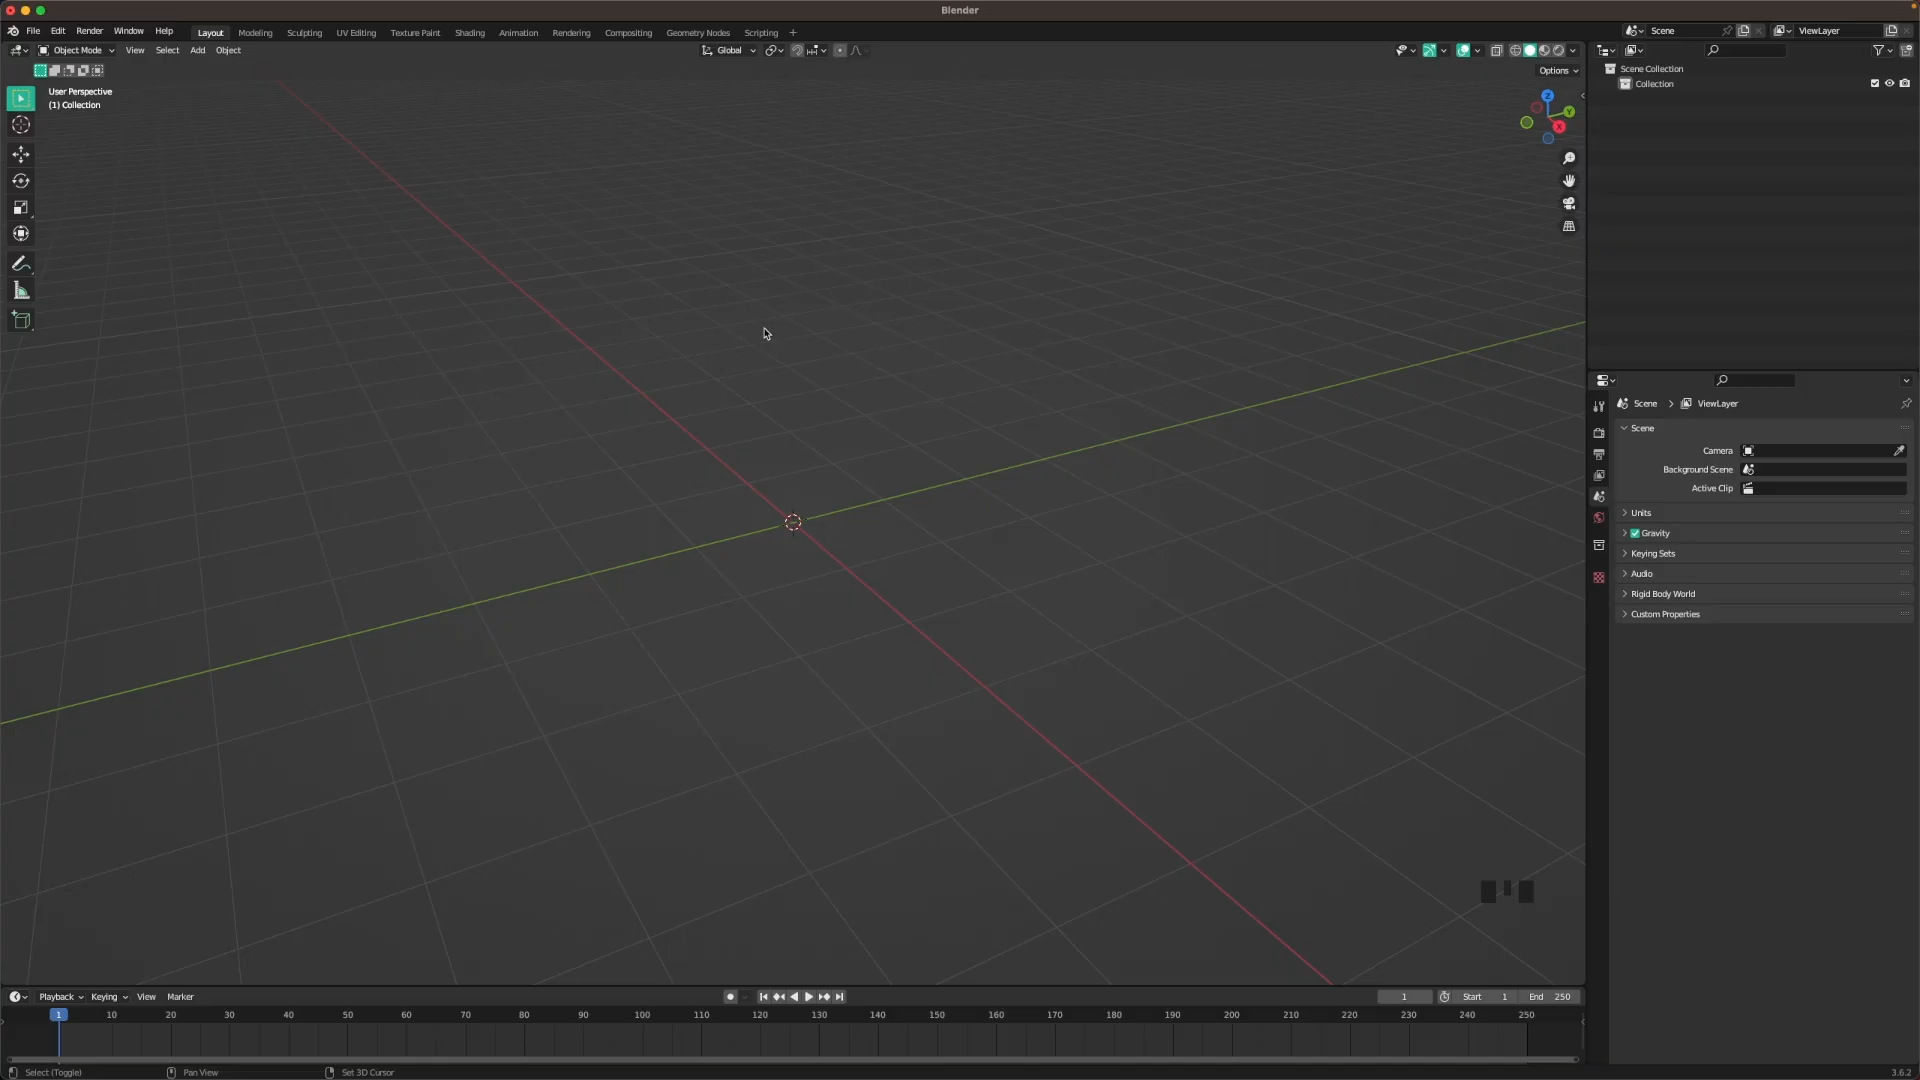 Blender
File Edit Render Window Help Layout Modeling Sculpting UV Editing Texture Paint Shading Animation Rendering Compositing Geometry Nodes Scripting +
Scene ViewLayer
Object Mode View Select Add Object Global
Options
User Perspective
(1) Collection
Z
Y
X
Scene Collection
Collection
Scene > ViewLayer
Scene
Camera
Background Scene
Active Clip
Units
Gravity
Keying Sets
Audio
Rigid Body World
Custom Properties
Playback Keying View Marker 1 Start 1 End 250
1 10 20 30 40 50 60 70 80 90 100 110 120 130 140 150 160 170 180 190 200 210 220 230 240 250
Select (Toggle) Pan View Set 3D Cursor 3.6.2